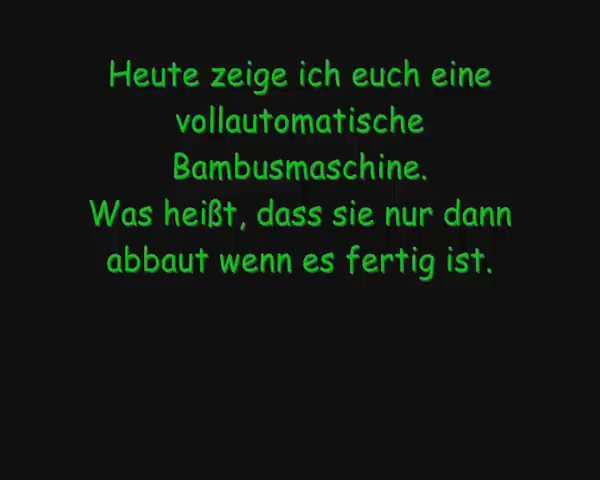 Heute zeige ich euch eine
vollautomatische
Bambusmaschine.
Was heißt, dass sie nur dann
abbaut wenn es fertig ist.